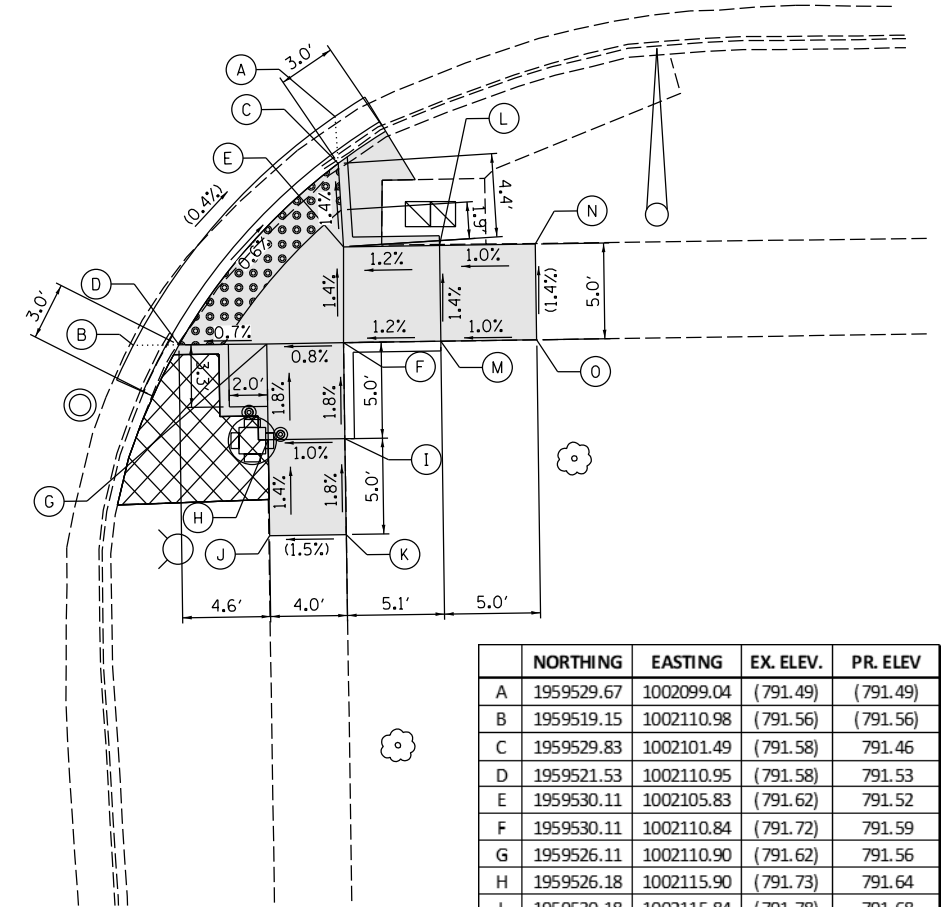 A
3.0'
C
L
E
(0.4%)
1.4%
4.4'
1.9'
N
0.6%
1.2%
1.0%
D
3.0'
1.4%
1.4%
(1.4%)
5.0'
B
0.7%
1.2%
1.0%
0.8%
F
M
O
3.3'
2.0'
1.8%
1.8%
5.0'
1.0%
I
G
H
1.4%
1.8%
5.0'
J
(1.5%)
K
4.6'
4.0'
5.1'
5.0'
NORTHING EASTING EX. ELEV. PR. ELEV
A 1959529.67 1002099.04 (791.49) (791.49)
B 1959519.15 1002110.98 (791.56) (791.56)
C 1959529.83 1002101.49 (791.58) 791.46
D 1959521.53 1002110.95 (791.58) 791.53
E 1959530.11 1002105.83 (791.62) 791.52
F 1959530.11 1002110.84 (791.72) 791.59
G 1959526.11 1002110.90 (791.62) 791.56
H 1959526.18 1002115.90 (791.73) 791.64